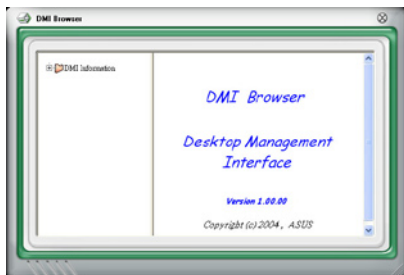 DMI Browser
DMI Information
DMI Browser
Desktop Management
Interface
Version 1.00.00
Copyright (c) 2004, ASUS